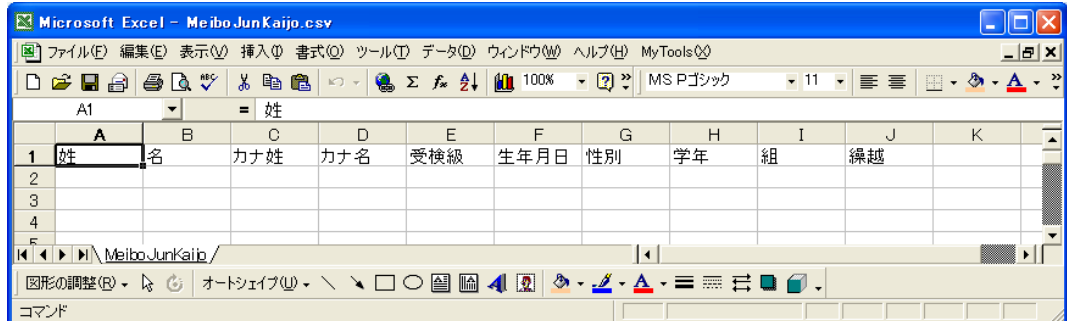 Microsoft Excel - MeiboJunKaijo.csv
ファイル(F) 編集(E) 表示(V) 挿入(I) 書式(O) ツール(T) データ(D) ウィンドウ(W) ヘルプ(H) MyTools(X)
100% MS Pゴシック 11
A1 = 姓
A B C D E F G H I J K
1 姓 名 カナ姓 カナ名 受検級 生年月日 性別 学年 組 繰越
2
3
4
5
MeiboJunKaijo
図形の調整(R) オートシェイプ(U)
コマンド